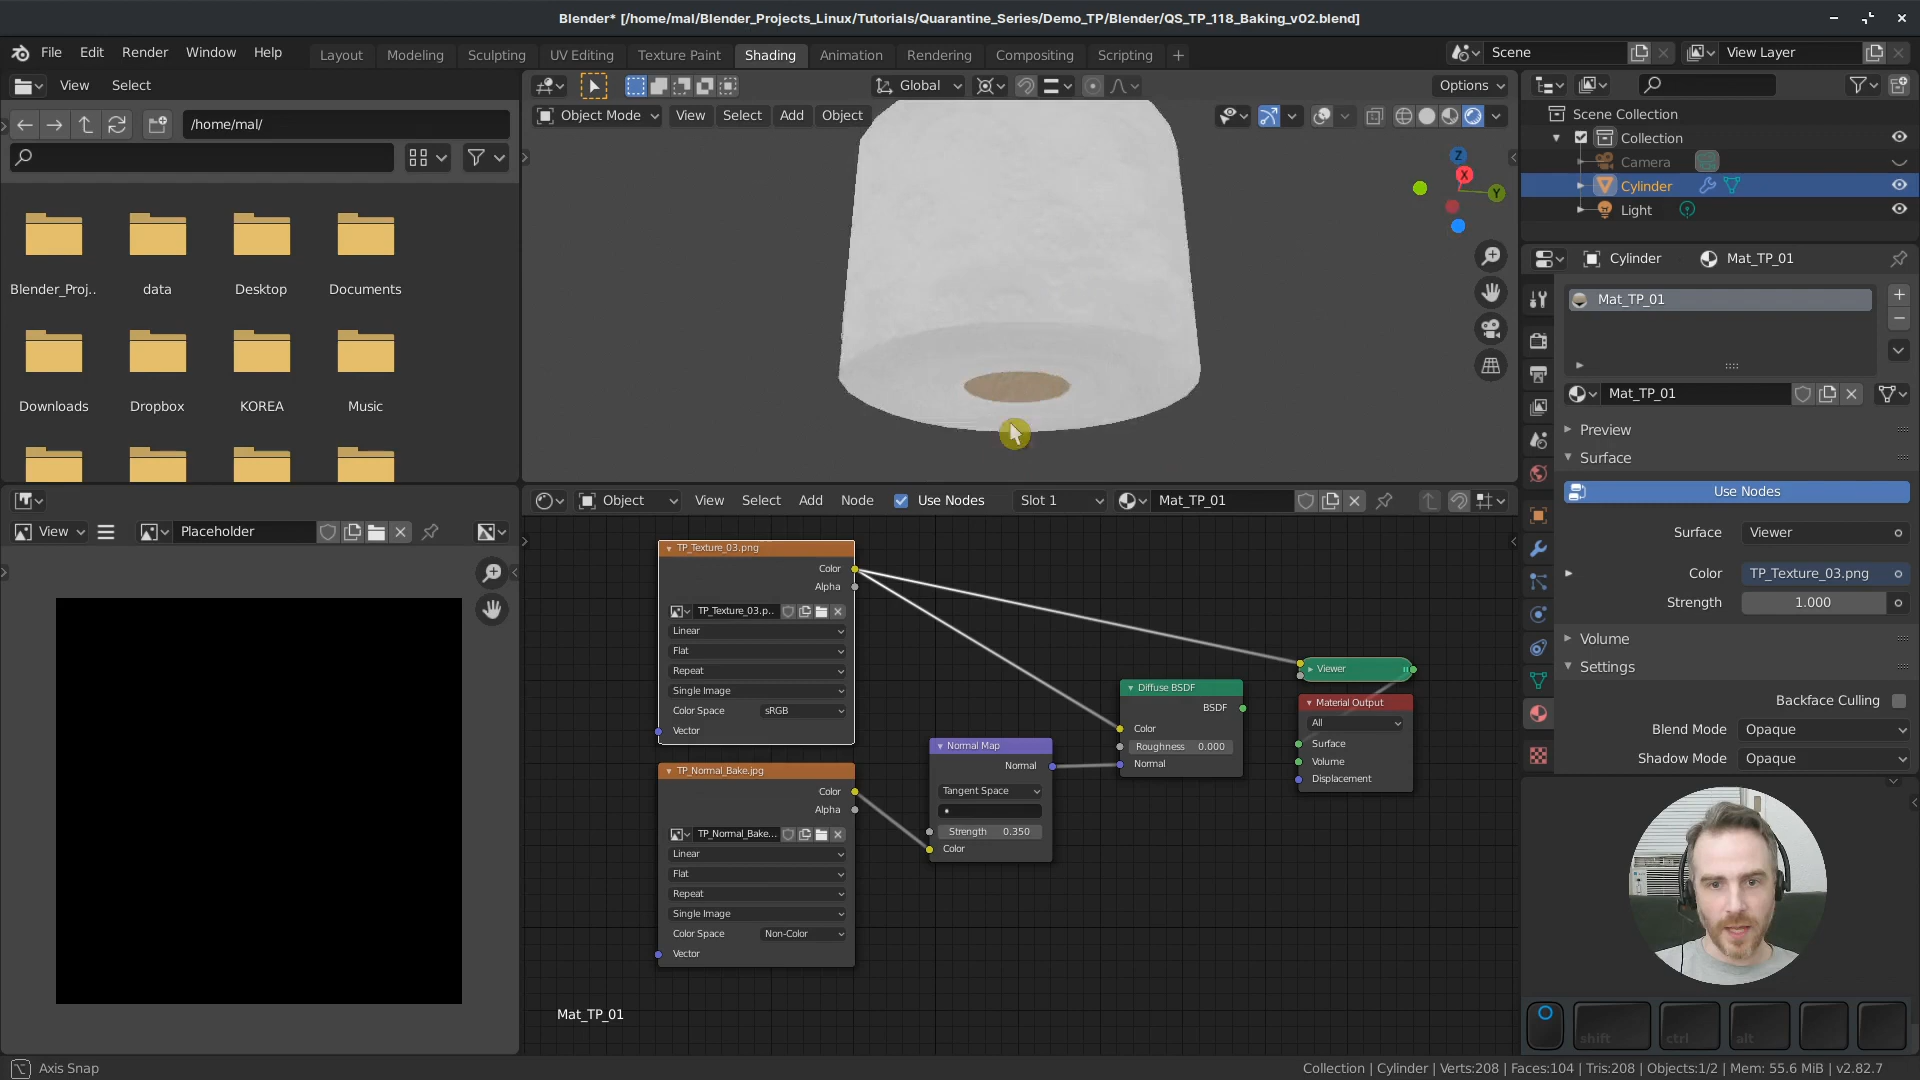 Blender* [/home/mal/Blender_Projects_Linux/Tutorials/Quarantine_Series/Demo_TP/Blender/QS_TP_118_Baking_v02.blend]
File Edit Render Window Help Layout Modeling Sculpting UV Editing Texture Paint Shading Animation Rendering Compositing Scripting + Scene View Layer
View Select
Global Options
/home/mal/
Object Mode View Select Add Object
Blender_Proj.. data Desktop Documents
Downloads Dropbox KOREA Music
Z X Y
Scene Collection
Collection
Camera
Cylinder
Light
Cylinder Mat_TP_01
Mat_TP_01
Mat_TP_01
Preview
Surface
Use Nodes
Surface Viewer
Color TP_Texture_03.png
Strength 1.000
Volume
Settings
Backface Culling
Blend Mode Opaque
Shadow Mode Opaque
Object View Select Add Node Use Nodes Slot 1 Mat_TP_01
View Placeholder
TP_Texture_03.png
Color
Alpha
TP_Texture_03.p..
Linear
Flat
Repeat
Single Image
Color Space sRGB
Vector
TP_Normal_Bake.jpg
Color
Alpha
TP_Normal_Bake...
Linear
Flat
Repeat
Single Image
Color Space Non-Color
Vector
Normal Map
Normal
Tangent Space
Strength 0.350
Color
Diffuse BSDF
BSDF
Color
Roughness 0.000
Normal
Viewer
Material Output
All
Surface
Volume
Displacement
Mat_TP_01
shift ctrl alt
Axis Snap
Collection | Cylinder | Verts:208 | Faces:104 | Tris:208 | Objects:1/2 | Mem: 55.6 MiB | v2.82.7